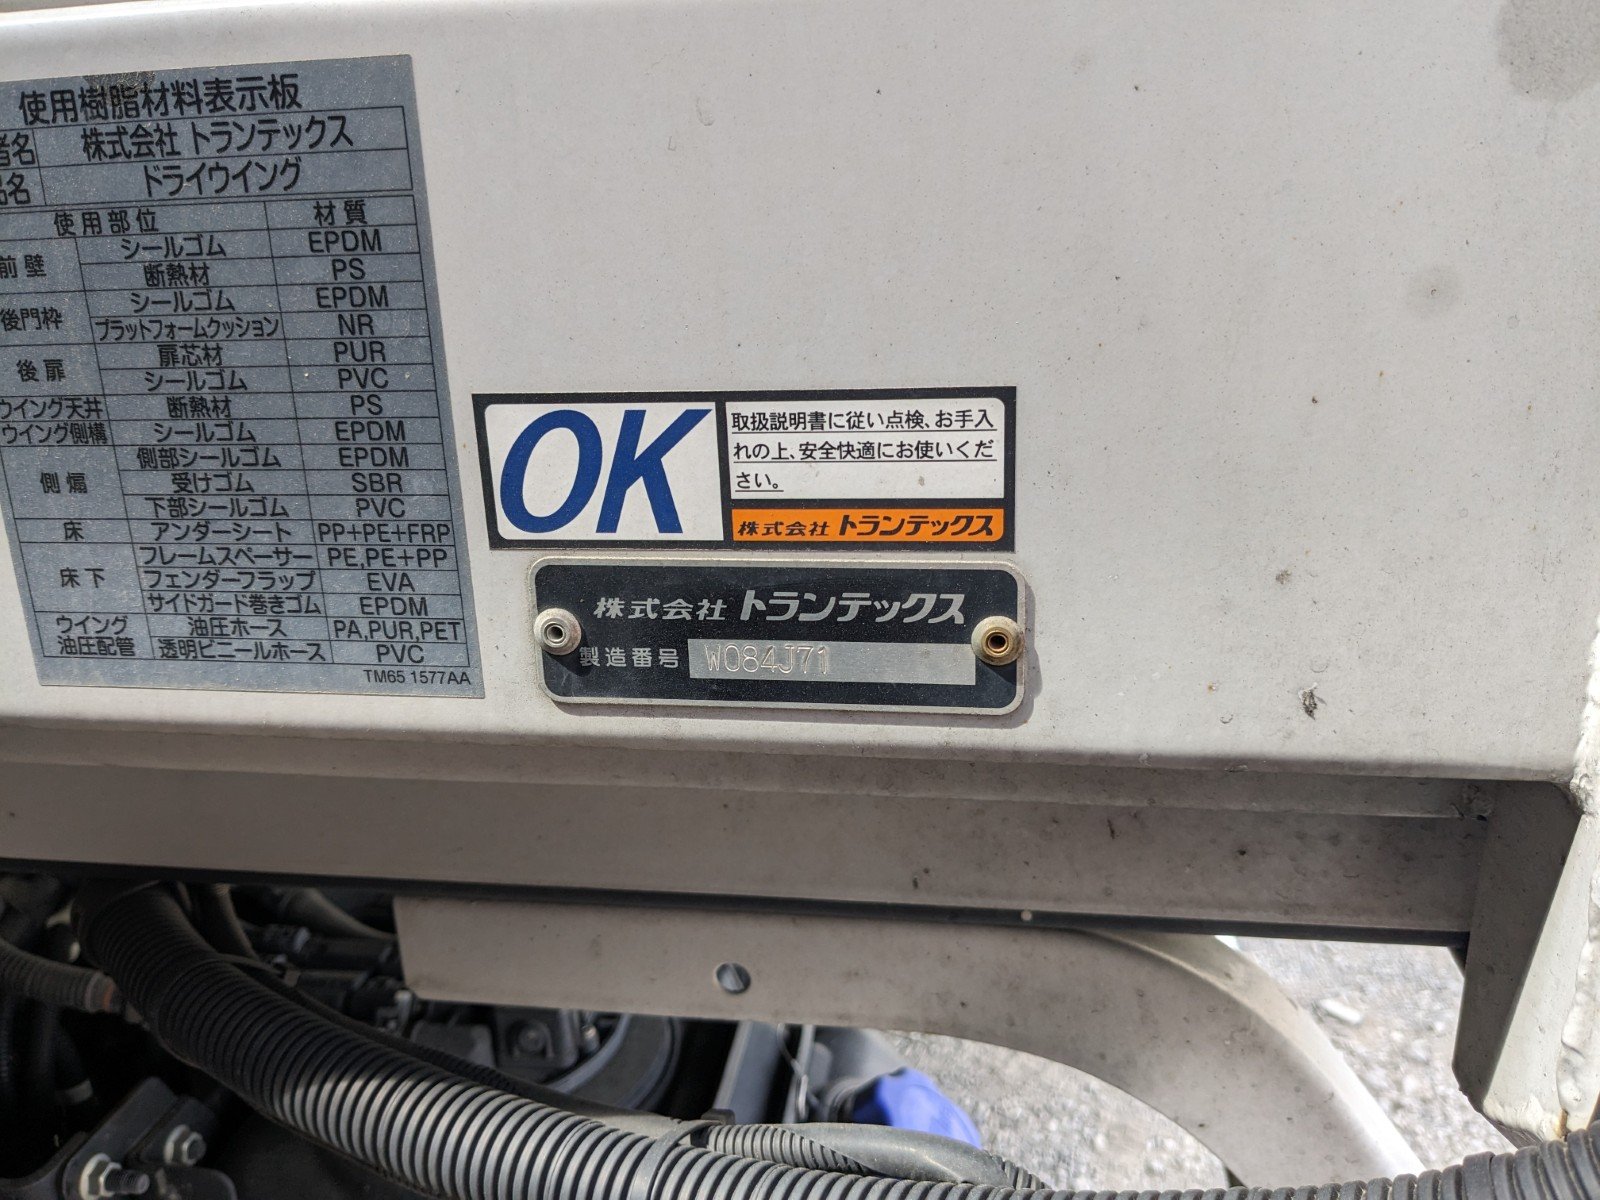 使用樹脂材料表示板
者名 株式会社 トランテックス
品名 ドライウイング
使用部位 材質
前壁 シールゴム EPDM
断熱材 PS
後門枠 シールゴム EPDM
プラットフォームクッション NR
後扉 扉芯材 PUR
シールゴム PVC
ウイング天井 断熱材 PS
ウイング側構 シールゴム EPDM
側煽 側部シールゴム EPDM
受けゴム SBR
下部シールゴム PVC
床 アンダーシート PP+PE+FRP
床下 フレームスペーサー PE,PE+PP
フェンダーフラップ EVA
サイドガード巻きゴム EPDM
ウイング油圧配管 油圧ホース PA,PUR,PET
透明ビニールホース PVC
TM65 1577AA
OK
取扱説明書に従い点検、お手入
れの上、安全快適にお使いくだ
さい。
株式会社 トランテックス
株式会社 トランテックス
製造番号 W084J71